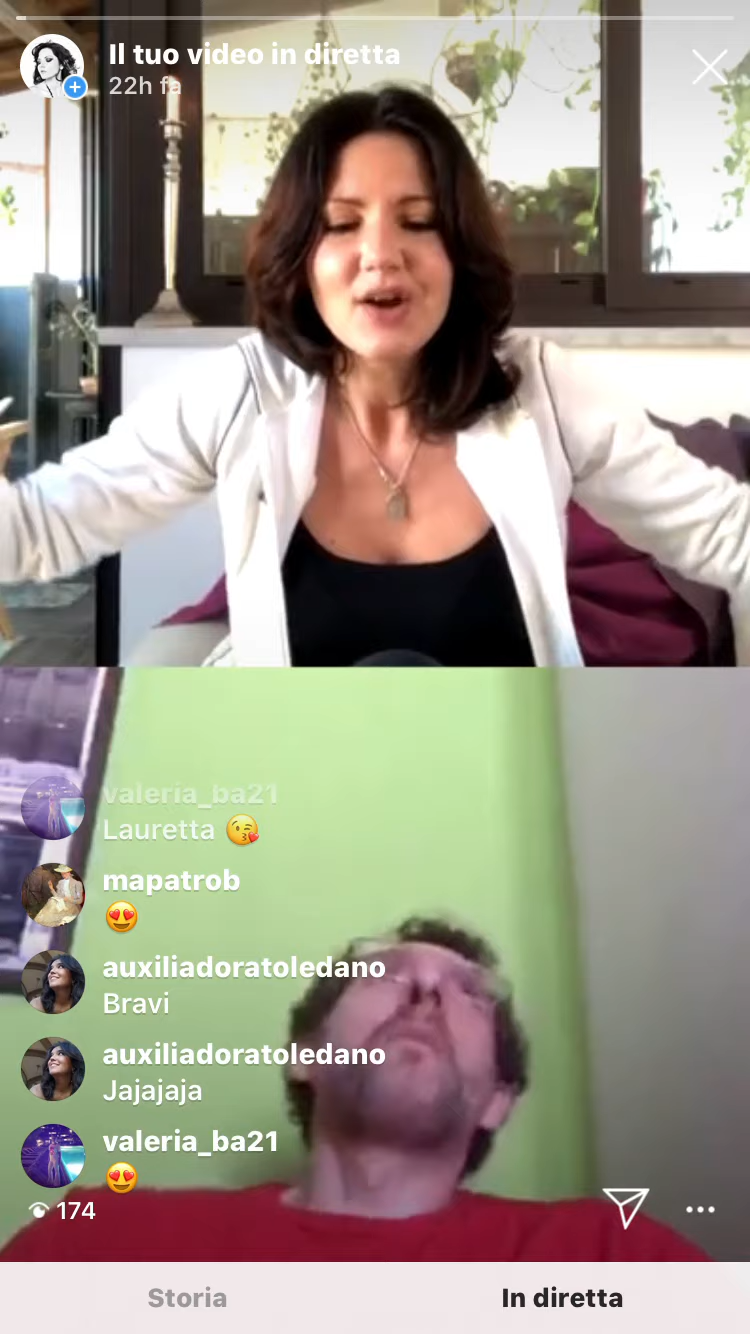 Il tuo video in diretta
22h fa
valeria_ba21
Lauretta 😘
mapatrob
😍
auxiliadoratoledano
Bravi
auxiliadoratoledano
Jajajaja
valeria_ba21
😍
174
Storia
In diretta